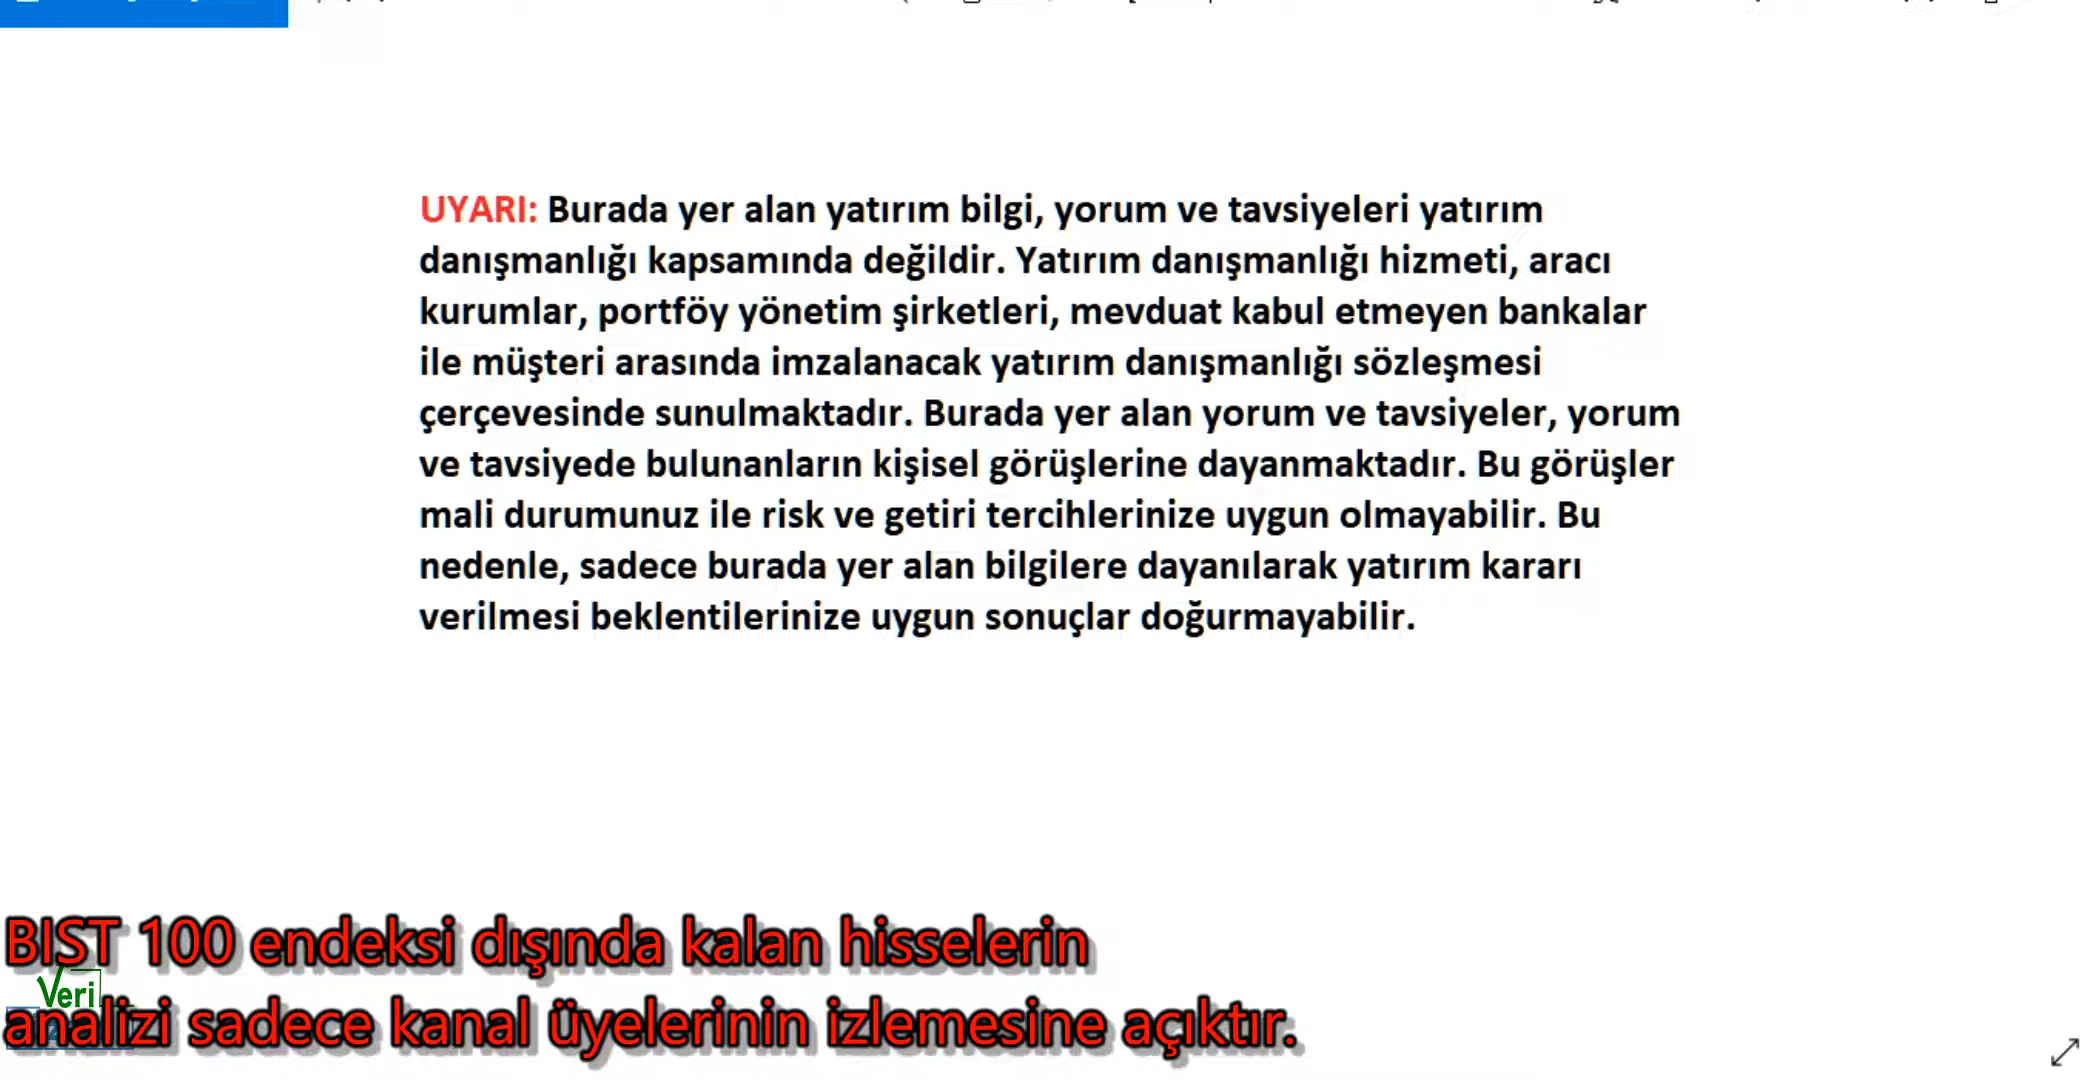 UYARI: Burada yer alan yatırım bilgi, yorum ve tavsiyeleri yatırım
danışmanlığı kapsamında değildir. Yatırım danışmanlığı hizmeti, aracı
kurumlar, portföy yönetim şirketleri, mevduat kabul etmeyen bankalar
ile müşteri arasında imzalanacak yatırım danışmanlığı sözleşmesi
çerçevesinde sunulmaktadır. Burada yer alan yorum ve tavsiyeler, yorum
ve tavsiyede bulunanların kişisel görüşlerine dayanmaktadır. Bu görüşler
mali durumunuz ile risk ve getiri tercihlerinize uygun olmayabilir. Bu
nedenle, sadece burada yer alan bilgilere dayanılarak yatırım kararı
verilmesi beklentilerinize uygun sonuçlar doğurmayabilir.
BIST 100 endeksi dışında kalan hisselerin
Veri
analizi sadece kanal üyelerinin izlemesine açıktır.